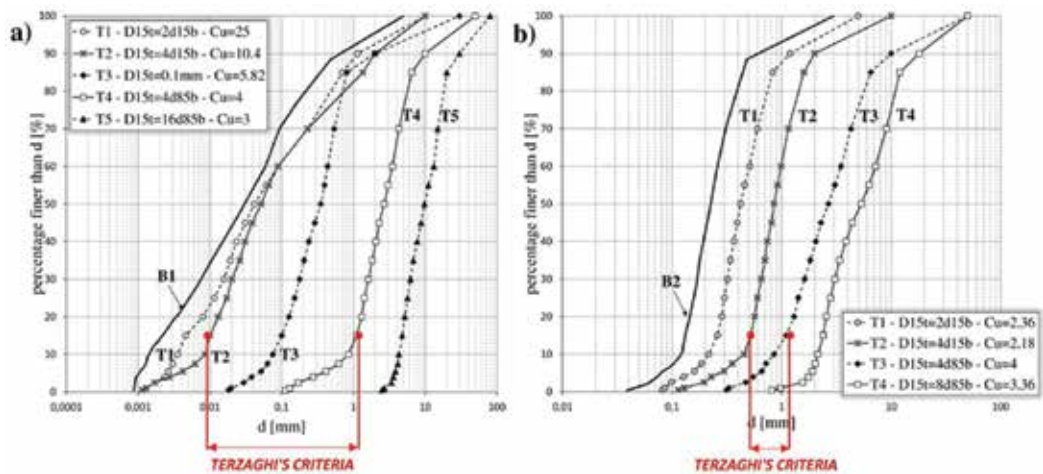 a)
percentage finer than d [%]
100
90
80
70
60
50
40
30
20
10
0
T1 - D15t=2d15b - Cu=25
T2 - D15t=4d15b - Cu=10.4
T3 - D15t=0.1mm - Cu=5.82
T4 - D15t=4d85b - Cu=4
T5 - D15t=16d85b - Cu=3
T4
T5
B1
T1
T2
T3
0,0001
0,001
0,01
0,1
1
10
100
d [mm]
TERZAGHI'S CRITERIA
b)
percentage finer than d [%]
100
90
80
70
60
50
40
30
20
10
0
T1
T2
T3
T4
B2
T1 - D15t=2d15b - Cu=2,36
T2 - D15t=4d15b - Cu=2,18
T3 - D15t=4d85b - Cu=4
T4 - D15t=8d85b - Cu=3,36
0,01
0,1
1
10
100
d [mm]
TERZAGHI'S CRITERIA